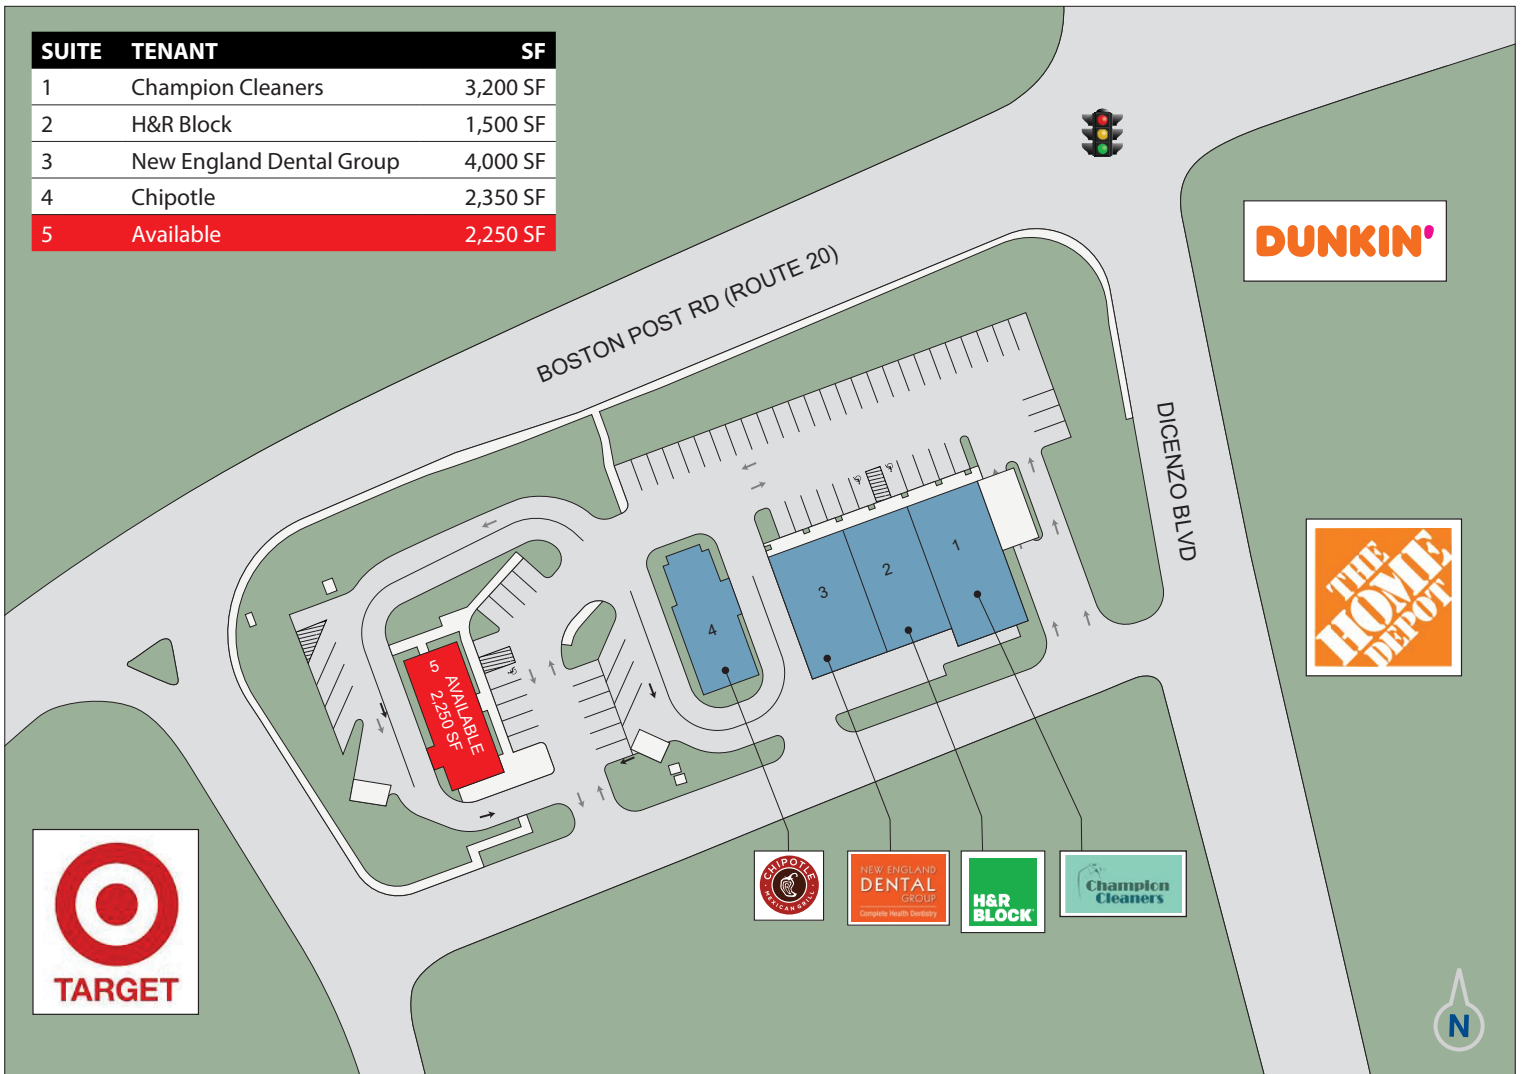 SUITE TENANT SF
1 Champion Cleaners 3,200 SF
2 H&R Block 1,500 SF
3 New England Dental Group 4,000 SF
4 Chipotle 2,350 SF
5 Available 2,250 SF
DUNKIN'
BOSTON POST RD (ROUTE 20)
DICENZO BLVD
THE
HOME
DEPOT
1
2
3
4
5
AVAILABLE
2,250 SF
CHIPOTLE
MEXICAN GRILL
NEW ENGLAND
DENTAL
GROUP
Complete Health Dentistry
H&R
BLOCK
Champion
Cleaners
TARGET
N